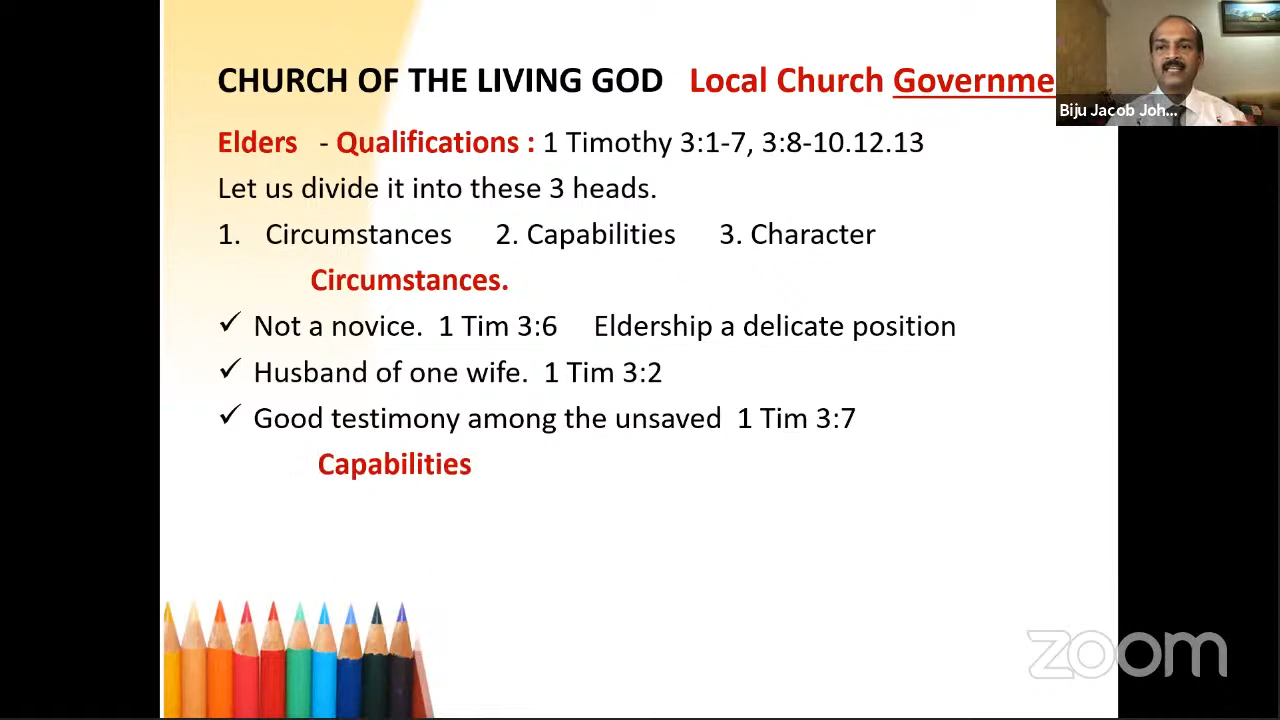 CHURCH OF THE LIVING GOD Local Church Governme
Biju Jacob Joh...
Elders - Qualifications : 1 Timothy 3:1-7, 3:8-10.12.13
Let us divide it into these 3 heads.
1. Circumstances 2. Capabilities 3. Character
Circumstances.
✓ Not a novice. 1 Tim 3:6 Eldership a delicate position
✓ Husband of one wife. 1 Tim 3:2
✓ Good testimony among the unsaved 1 Tim 3:7
Capabilities
zoom